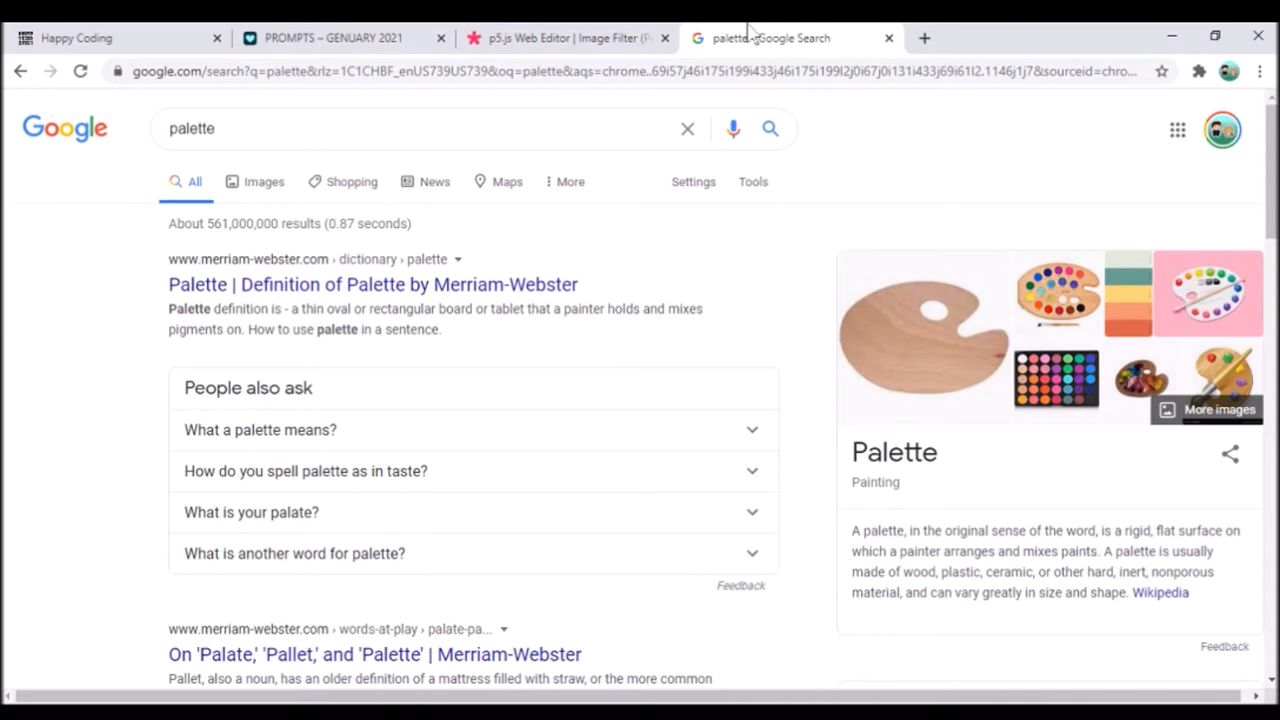 Happy Coding
PROMPTS – GENUARY 2021
p5.js Web Editor | Image Filter (Pa
palette - Google Search
google.com/search?q=palette&rlz=1C1CHBF_enUS739US739&oq=palette&aqs=chrome..69i57j46i175i199i433j46i175i199l2j0i67j0i131i433j69i61l2.1146j1j7&sourceid=chro...
Google
palette
All
Images
Shopping
News
Maps
More
Settings
Tools
About 561,000,000 results (0.87 seconds)
www.merriam-webster.com › dictionary › palette
Palette | Definition of Palette by Merriam-Webster
Palette definition is - a thin oval or rectangular board or tablet that a painter holds and mixes
pigments on. How to use palette in a sentence.
People also ask
What a palette means?
How do you spell palette as in taste?
What is your palate?
What is another word for palette?
Feedback
www.merriam-webster.com › words-at-play › palate-pa...
On 'Palate,' 'Pallet,' and 'Palette' | Merriam-Webster
Pallet, also a noun, has an older definition of a mattress filled with straw, or the more common
More images
Palette
Painting
A palette, in the original sense of the word, is a rigid, flat surface on
which a painter arranges and mixes paints. A palette is usually
made of wood, plastic, ceramic, or other hard, inert, nonporous
material, and can vary greatly in size and shape. Wikipedia
Feedback